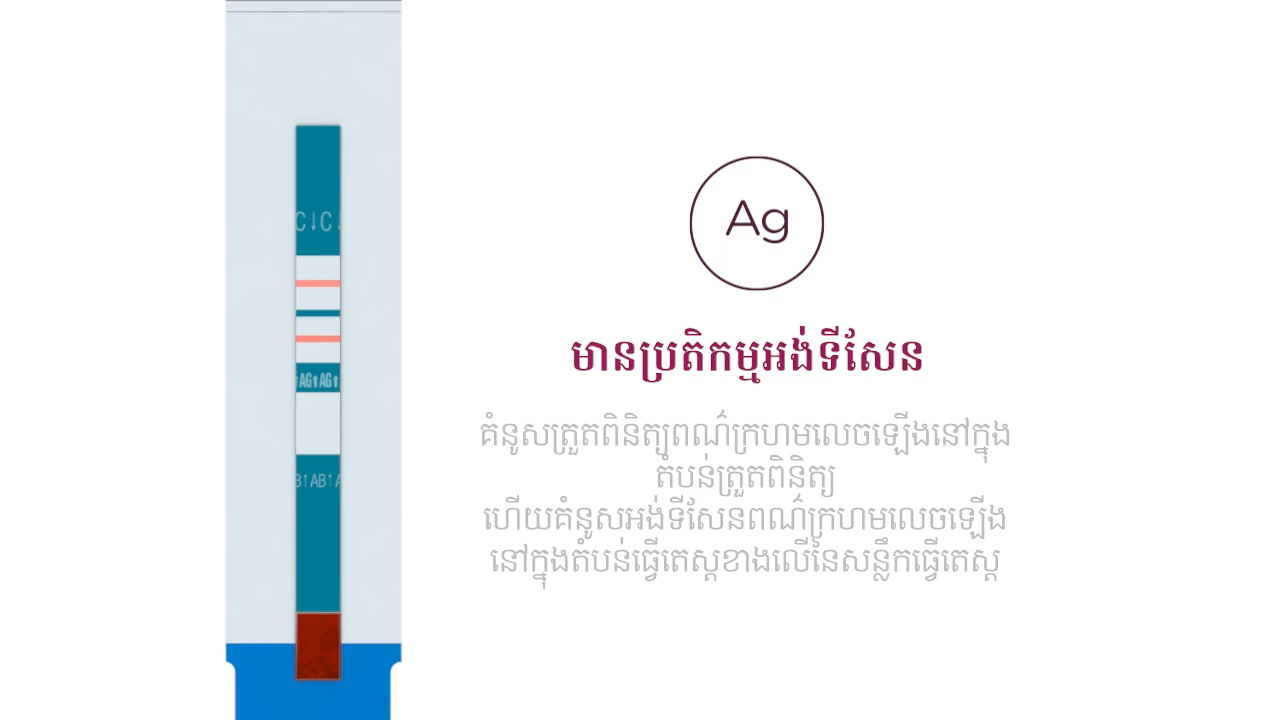 C↓C↓
↑AG↑AG↑
B↑AB↑A
Ag
មានប្រតិកម្មអង់ទីសែន
គំនូសត្រួតពិនិត្យពណ៌ក្រហមលេចឡើងនៅក្នុង
តំបន់ត្រួតពិនិត្យ
ហើយគំនូសអង់ទីសែនពណ៌ក្រហមលេចឡើង
នៅក្នុងតំបន់ធ្វើតេស្តខាងលើនៃសន្លឹកធ្វើតេស្ត